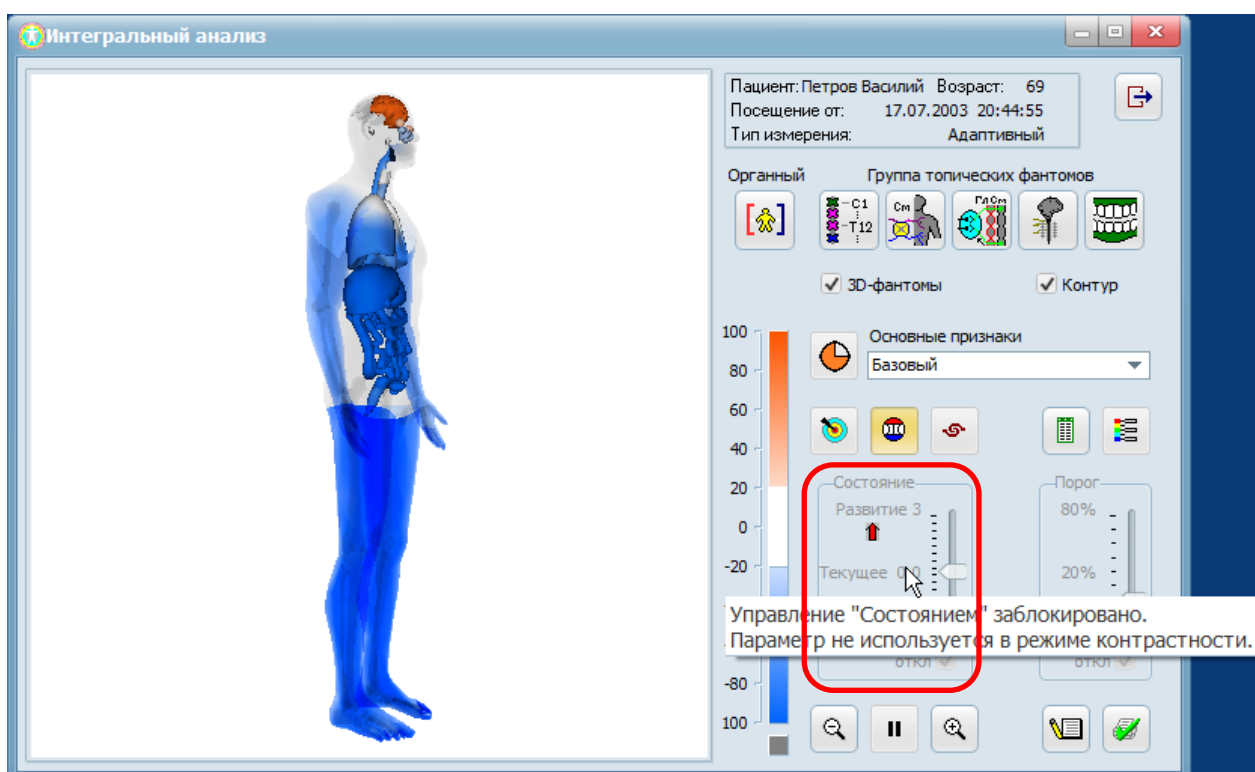 Интегральный анализ
Пациент: Петров Василий Возраст: 69
Посещение от: 17.07.2003 20:44:55
Тип измерения: Адаптивный
Органный Группа топических фантомов
C1
T12
См
ГлСм
3D-фантомы Контур
Основные признаки
Базовый
100
80
60
40
20
0
-20
-80
100
Состояние
Развитие 3
Текущее
Порог
80%
20%
Управление "Состоянием" заблокировано.
Параметр не используется в режиме контрастности.
откл откл